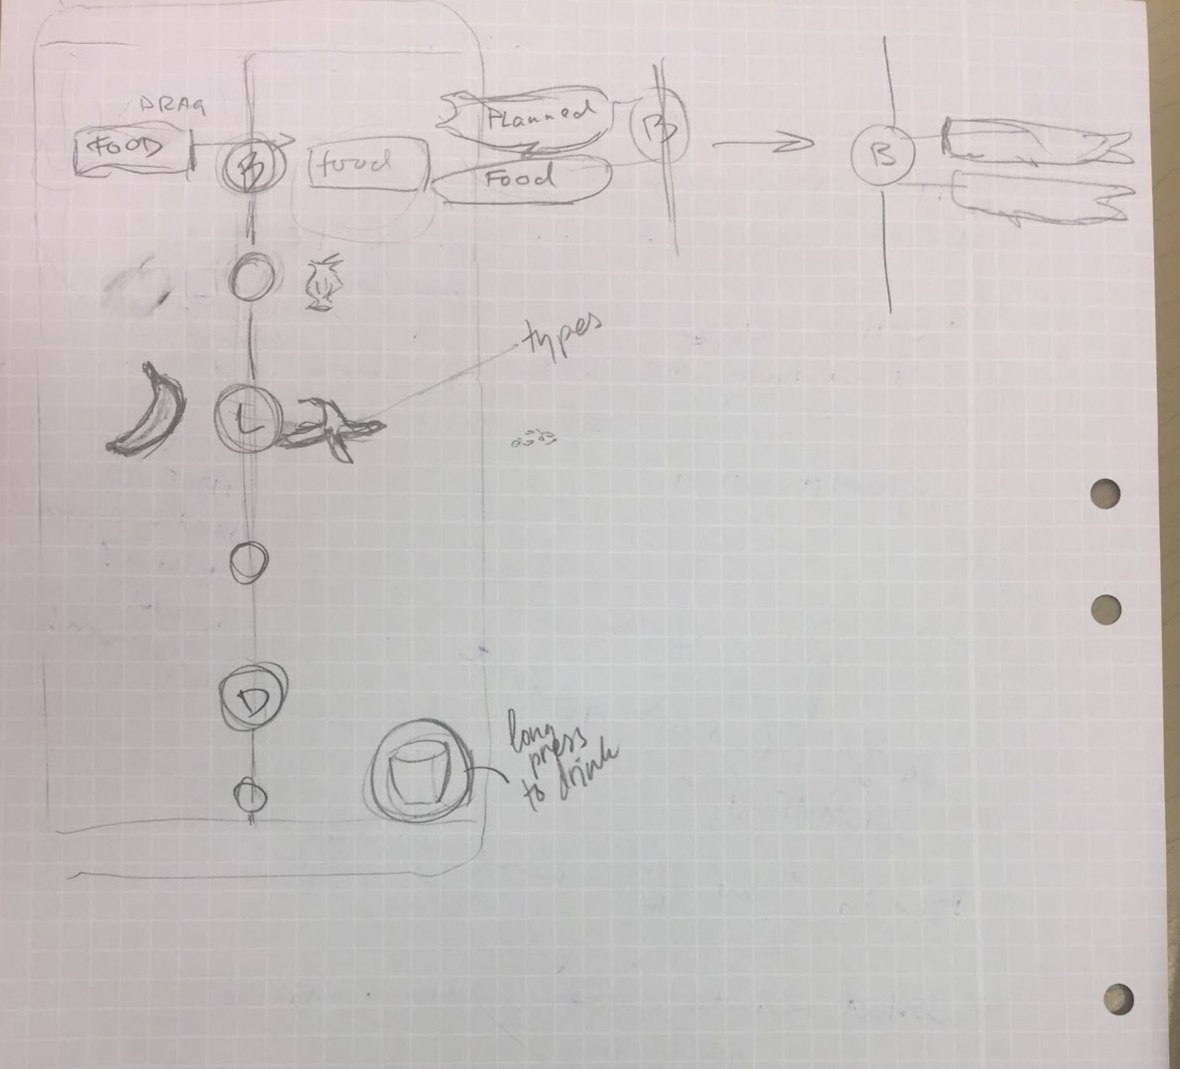 DRAG
FOOD
B
food
Planned
Food
B
B
types
L
D
long
press
to drink